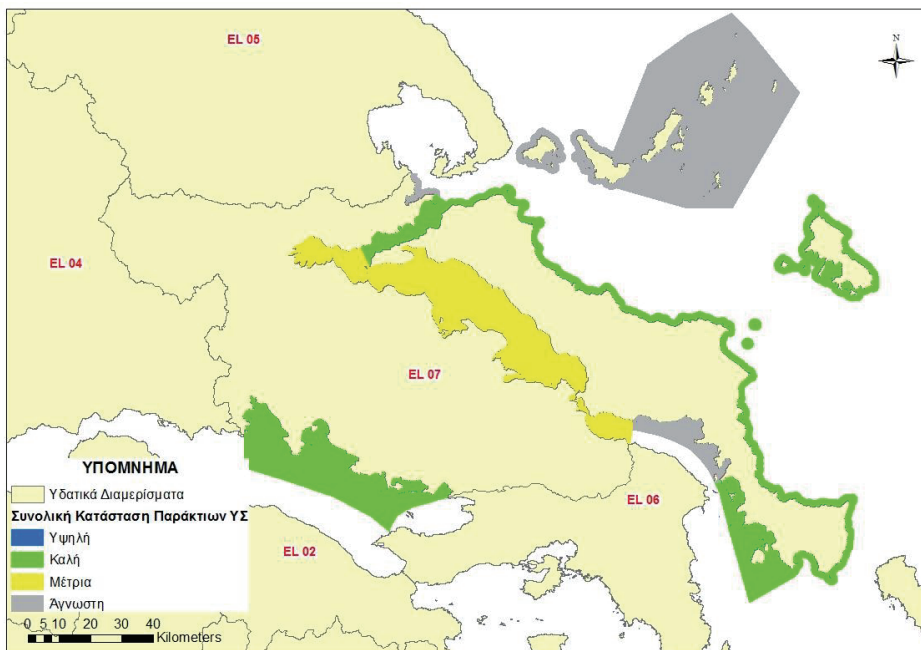 EL 05
N
EL 04
EL 07
EL 06
EL 02
ΥΠΟΜΝΗΜΑ
Υδατικά Διαμερίσματα
Συνολική Κατάσταση Παράκτιων ΥΣ
Υψηλή
Καλή
Μέτρια
Άγνωστη
0 5 10 20 30 40
Kilometers